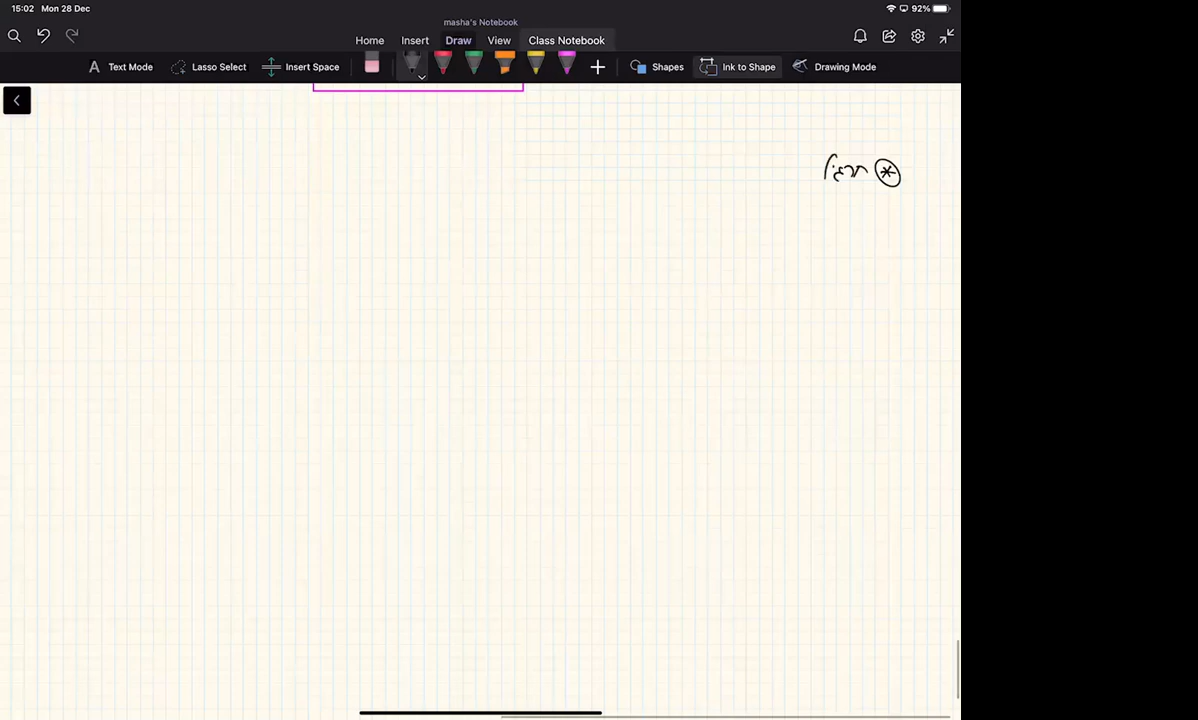 15:02 Mon 28 Dec
92%
masha's Notebook
Home Insert Draw View Class Notebook
A Text Mode Lasso Select Insert Space Shapes Ink to Shape Drawing Mode